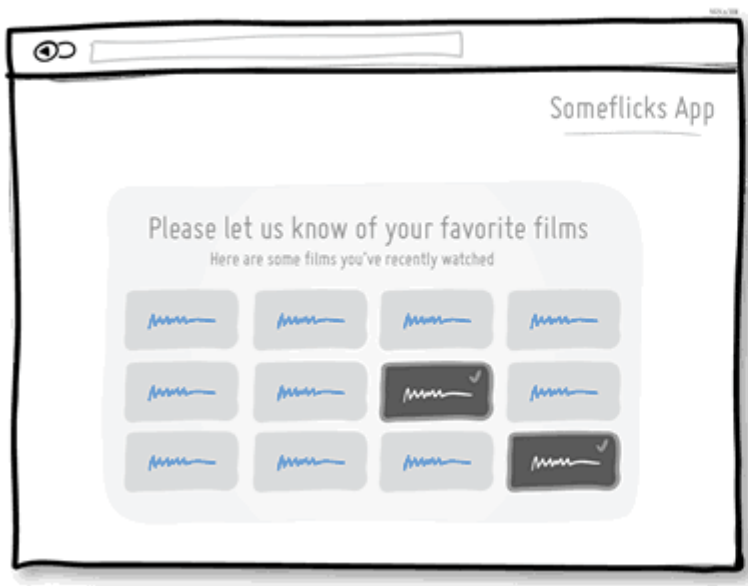 Someflicks App
Please let us know of your favorite films
Here are some films you've recently watched